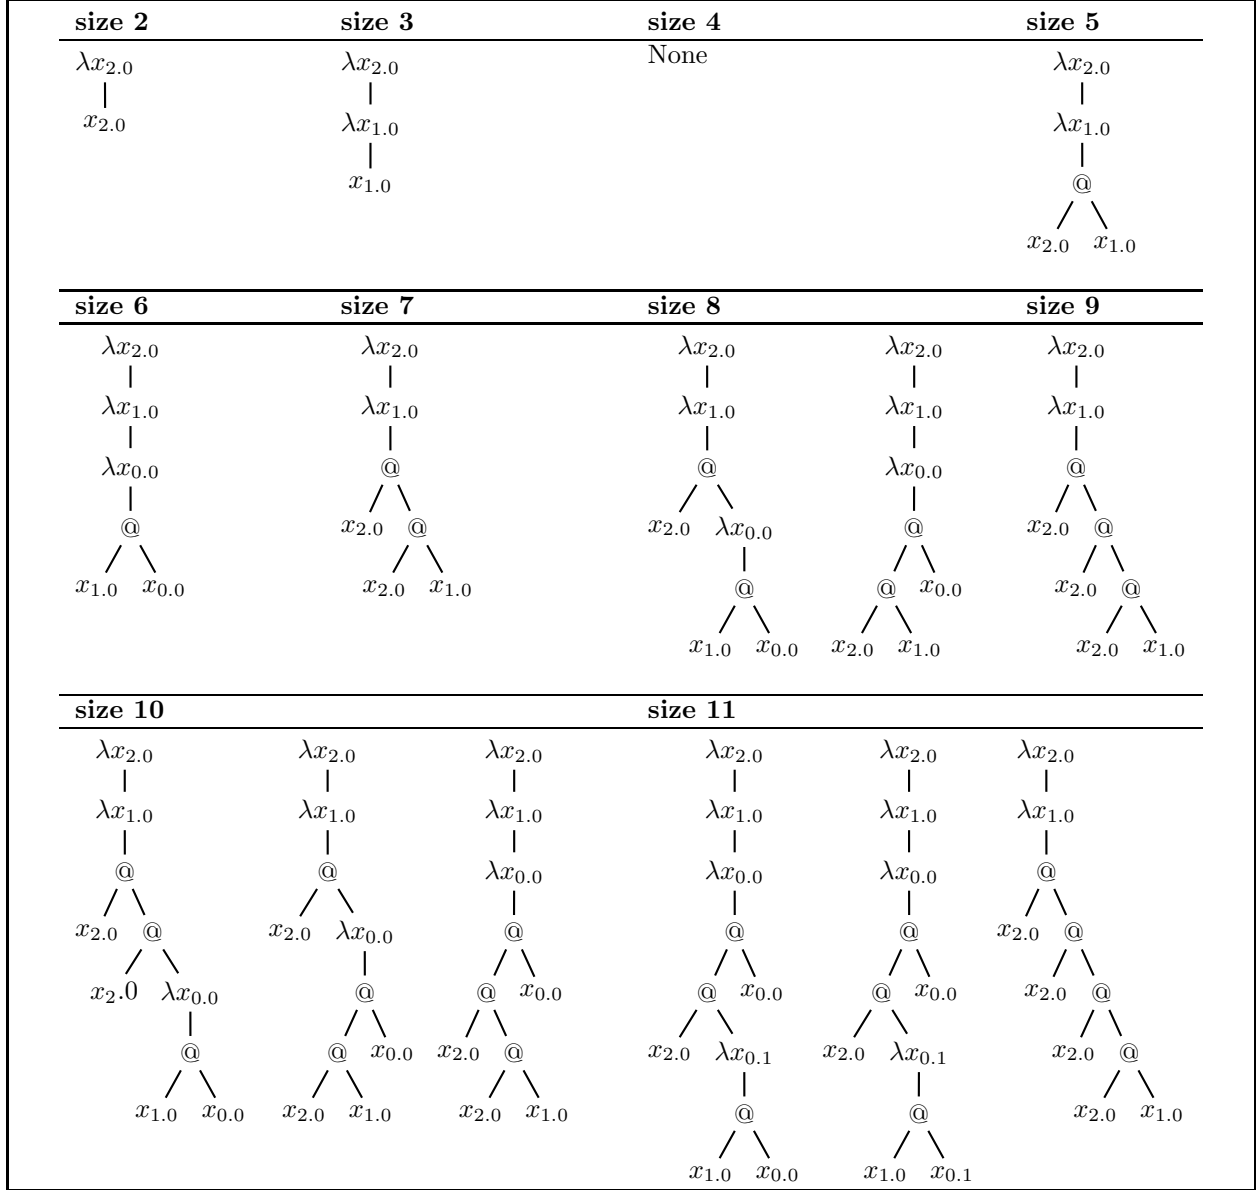 size 2 size 3 size 4 size 5
λx₂.₀ λx₂.₀ None λx₂.₀
x₂.₀ λx₁.₀ λx₁.₀
x₁.₀ @
x₂.₀ x₁.₀
size 6 size 7 size 8 size 9
λx₂.₀ λx₂.₀ λx₂.₀ λx₂.₀ λx₂.₀
λx₁.₀ λx₁.₀ λx₁.₀ λx₁.₀ λx₁.₀
λx₀.₀ @ @ λx₀.₀ @
@ x₂.₀ @ x₂.₀ λx₀.₀ @ x₂.₀ @
x₁.₀ x₀.₀ x₂.₀ x₁.₀ @ @ x₀.₀ x₂.₀ @
x₁.₀ x₀.₀ x₂.₀ x₁.₀ x₂.₀ x₁.₀
size 10 size 11
λx₂.₀ λx₂.₀ λx₂.₀ λx₂.₀ λx₂.₀ λx₂.₀
λx₁.₀ λx₁.₀ λx₁.₀ λx₁.₀ λx₁.₀ λx₁.₀
@ @ λx₀.₀ λx₀.₀ λx₀.₀ @
x₂.₀ @ x₂.₀ λx₀.₀ @ @ @ x₂.₀ @
x₂.0 λx₀.₀ @ @ x₀.₀ @ x₀.₀ @ x₀.₀ x₂.₀ @
@ @ x₀.₀ x₂.₀ @ x₂.₀ λx₀.₁ x₂.₀ λx₀.₁ x₂.₀ @
x₁.₀ x₀.₀ x₂.₀ x₁.₀ x₂.₀ x₁.₀ @ @ x₂.₀ x₁.₀
x₁.₀ x₀.₀ x₁.₀ x₀.₁